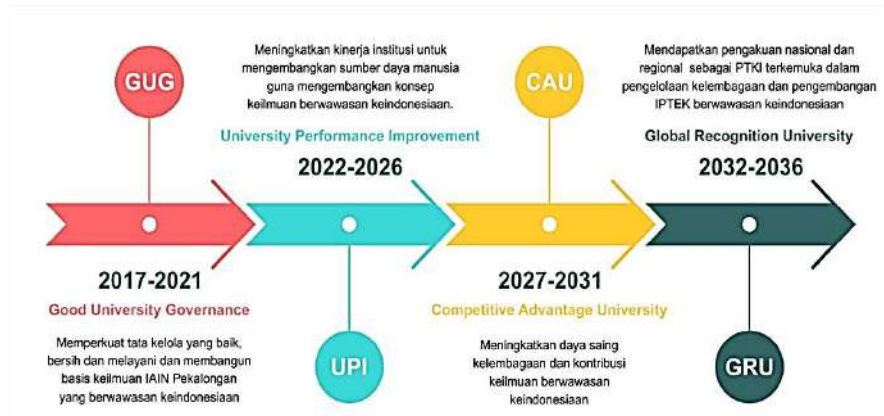 GUG
2017-2021
Good University Governance
Memperkuat tata kelola yang baik,
bersih dan melayani dan membangun
basis keilmuan IAIN Pekalongan
yang berwawasan keindonesiaan
Meningkatkan kinerja institusi untuk
mengembangkan sumber daya manusia
guna mengembangkan konsep
keilmuan berwawasan keindonesiaan.
University Performance Improvement
2022-2026
UPI
CAU
2027-2031
Competitive Advantage University
Meningkatkan daya saing
kelembagaan dan kontribusi
keilmuan berwawasan
keindonesiaan
Mendapatkan pengakuan nasional dan
regional sebagai PTKI terkemuka dalam
pengelolaan kelembagaan dan pengembangan
IPTEK berwawasan keindonesiaan
Global Recognition University
2032-2036
GRU